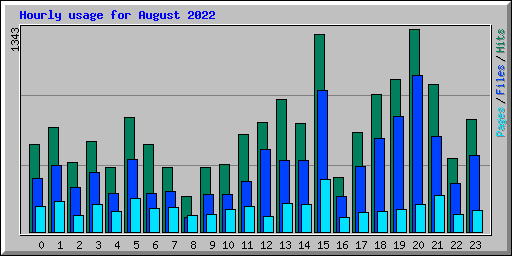 Hourly usage for August 2022
1343
Pages / Files / Hits
0 1 2 3 4 5 6 7 8 9 10 11 12 13 14 15 16 17 18 19 20 21 22 23